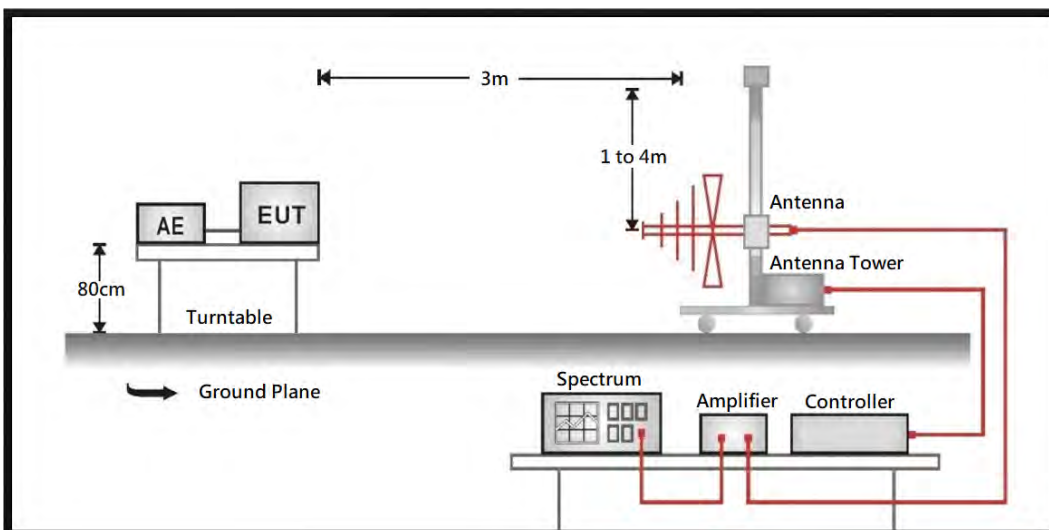 3m
1 to 4m
AE
EUT
Antenna
80cm
Antenna Tower
Turntable
Ground Plane
Spectrum
Amplifier
Controller